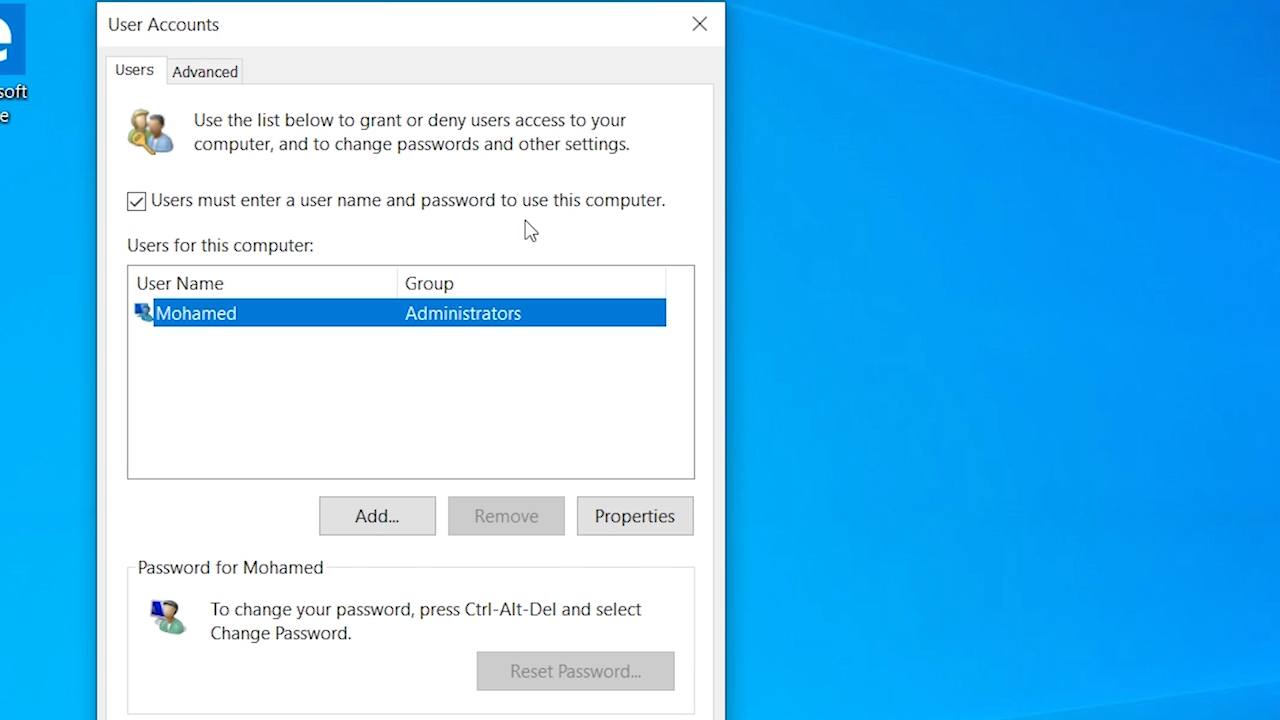 User Accounts
soft
e
Users
Advanced
Use the list below to grant or deny users access to your
computer, and to change passwords and other settings.
Users must enter a user name and password to use this computer.
Users for this computer:
User Name Group
Mohamed Administrators
Add... Remove Properties
Password for Mohamed
To change your password, press Ctrl-Alt-Del and select
Change Password.
Reset Password...